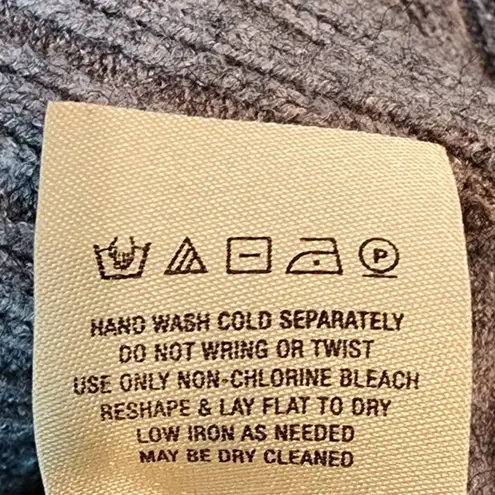 P
HAND WASH COLD SEPARATELY
DO NOT WRING OR TWIST
USE ONLY NON-CHLORINE BLEACH
RESHAPE & LAY FLAT TO DRY
LOW IRON AS NEEDED
MAY BE DRY CLEANED